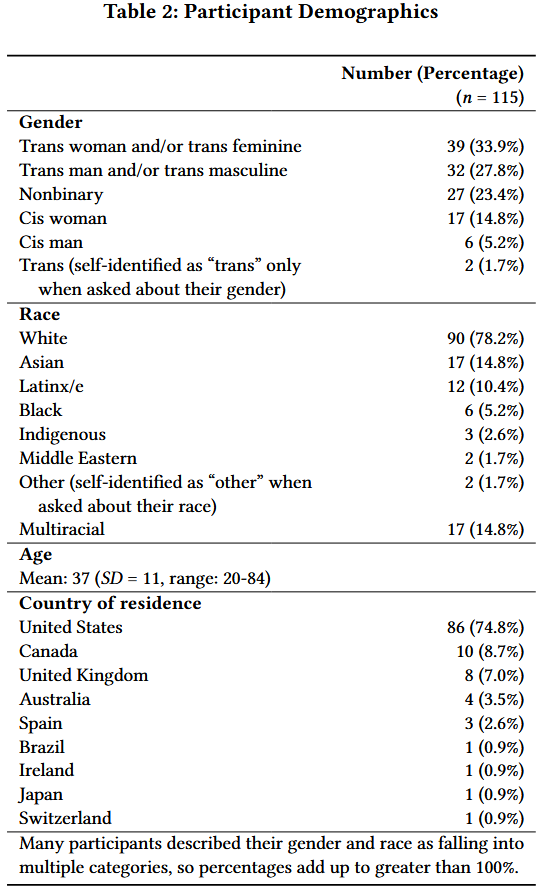 Table 2: Participant Demographics
Number (Percentage)
(n = 115)
Gender
Trans woman and/or trans feminine 39 (33.9%)
Trans man and/or trans masculine 32 (27.8%)
Nonbinary 27 (23.4%)
Cis woman 17 (14.8%)
Cis man 6 (5.2%)
Trans (self-identified as “trans” only 2 (1.7%)
when asked about their gender)
Race
White 90 (78.2%)
Asian 17 (14.8%)
Latinx/e 12 (10.4%)
Black 6 (5.2%)
Indigenous 3 (2.6%)
Middle Eastern 2 (1.7%)
Other (self-identified as “other” when 2 (1.7%)
asked about their race)
Multiracial 17 (14.8%)
Age
Mean: 37 (SD = 11, range: 20-84)
Country of residence
United States 86 (74.8%)
Canada 10 (8.7%)
United Kingdom 8 (7.0%)
Australia 4 (3.5%)
Spain 3 (2.6%)
Brazil 1 (0.9%)
Ireland 1 (0.9%)
Japan 1 (0.9%)
Switzerland 1 (0.9%)
Many participants described their gender and race as falling into
multiple categories, so percentages add up to greater than 100%.